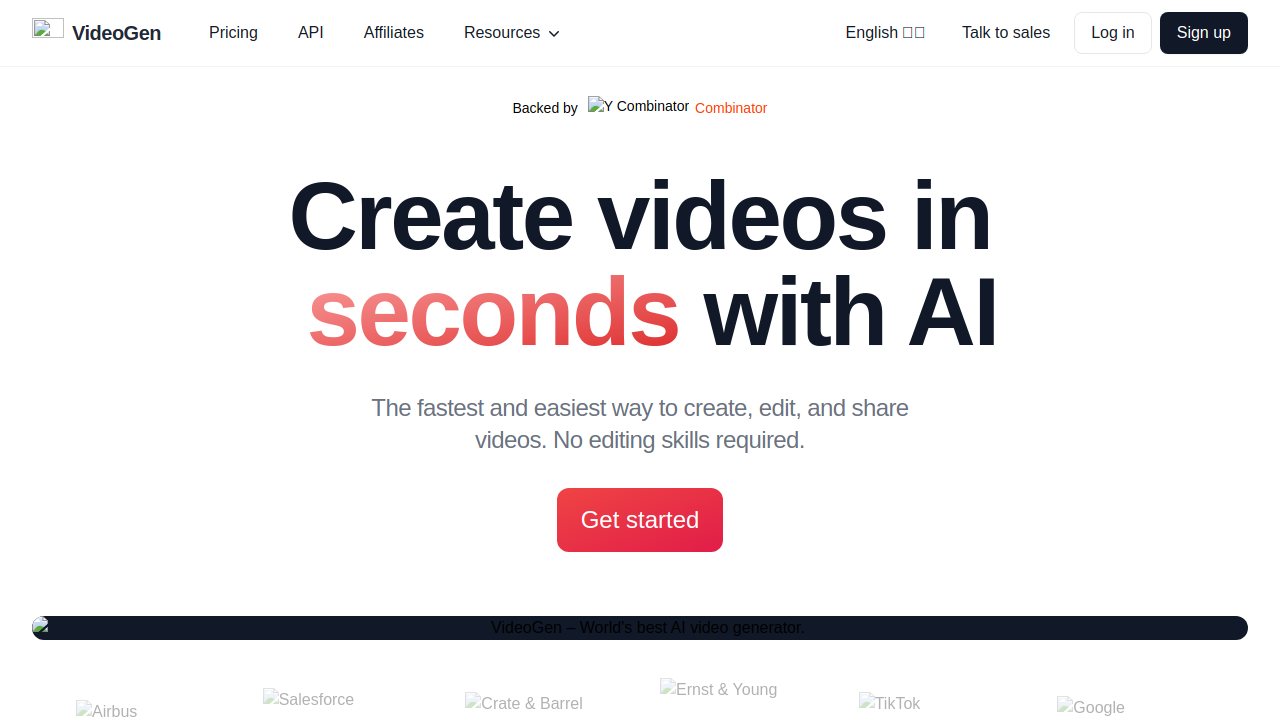 VideoGen
Pricing
API
Affiliates
Resources
English
Talk to sales
Log in
Sign up
Backed by Y Combinator Combinator
Create videos in
seconds with AI
The fastest and easiest way to create, edit, and share
videos. No editing skills required.
Get started
VideoGen – World's best AI video generator.
Airbus
Salesforce
Crate & Barrel
Ernst & Young
TikTok
Google